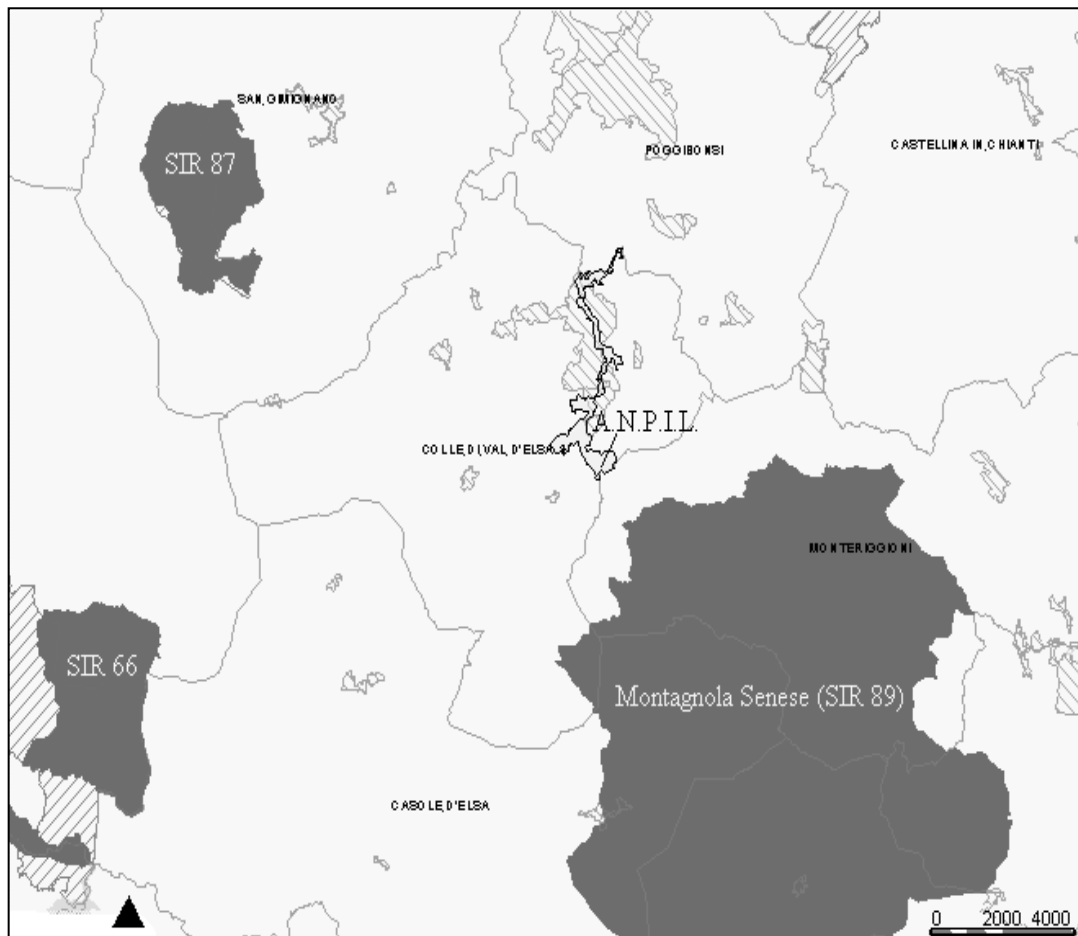 SAN,GIMIGNANO
SIR 87
POGGIBONSI
CASTELLINA IN,CHIANTI
A.N.P.I.L.
COLLE,DI,VAL,D'ELSA
MONTERIGGIONI
SIR 66
Montagnola Senese (SIR 89)
CASOLE,D'ELSA
0 2000 4000